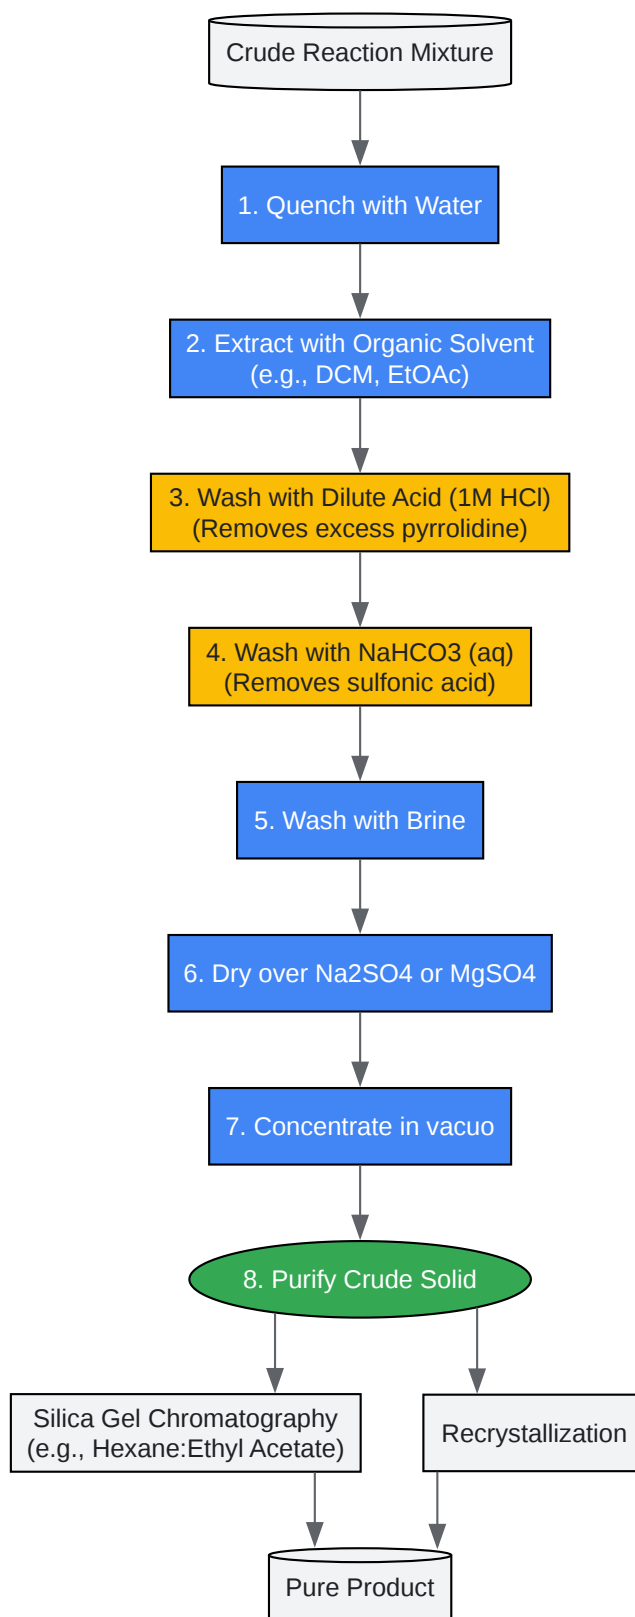 Crude Reaction Mixture
1. Quench with Water
2. Extract with Organic Solvent
(e.g., DCM, EtOAc)
3. Wash with Dilute Acid (1M HCl)
(Removes excess pyrrolidine)
4. Wash with NaHCO3 (aq)
(Removes sulfonic acid)
5. Wash with Brine
6. Dry over Na2SO4 or MgSO4
7. Concentrate in vacuo
8. Purify Crude Solid
Silica Gel Chromatography
(e.g., Hexane:Ethyl Acetate)
Recrystallization
Pure Product